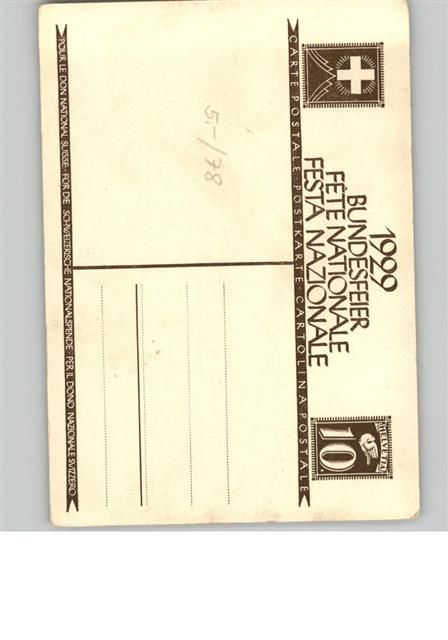 1929
BUNDESFEIER
FÊTE NATIONALE
FESTA NAZIONALE
HELVETIA
10
CARTE POSTALE · POSTKARTE · CARTOLINA POSTALE
5.-/78
POUR LE DON NATIONAL SUISSE · FÜR DIE SCHWEIZERISCHE NATIONALSPENDE · PER IL DONO NAZIONALE SVIZZERO